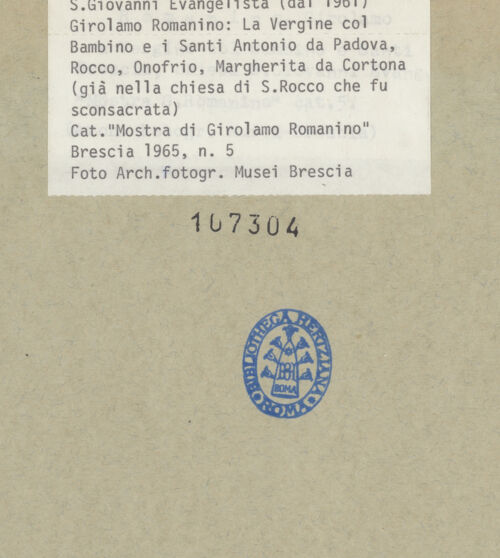 S.Giovanni Evangelista (dal 1961)
Girolamo Romanino: La Vergine col
Bambino e i Santi Antonio da Padova,
Rocco, Onofrio, Margherita da Cortona
(già nella chiesa di S.Rocco che fu
sconsacrata)
Cat."Mostra di Girolamo Romanino"
Brescia 1965, n. 5
Foto Arch.fotogr. Musei Brescia
107304
BIBLIOTHECA HERTZIANA
ROMA
ROMA